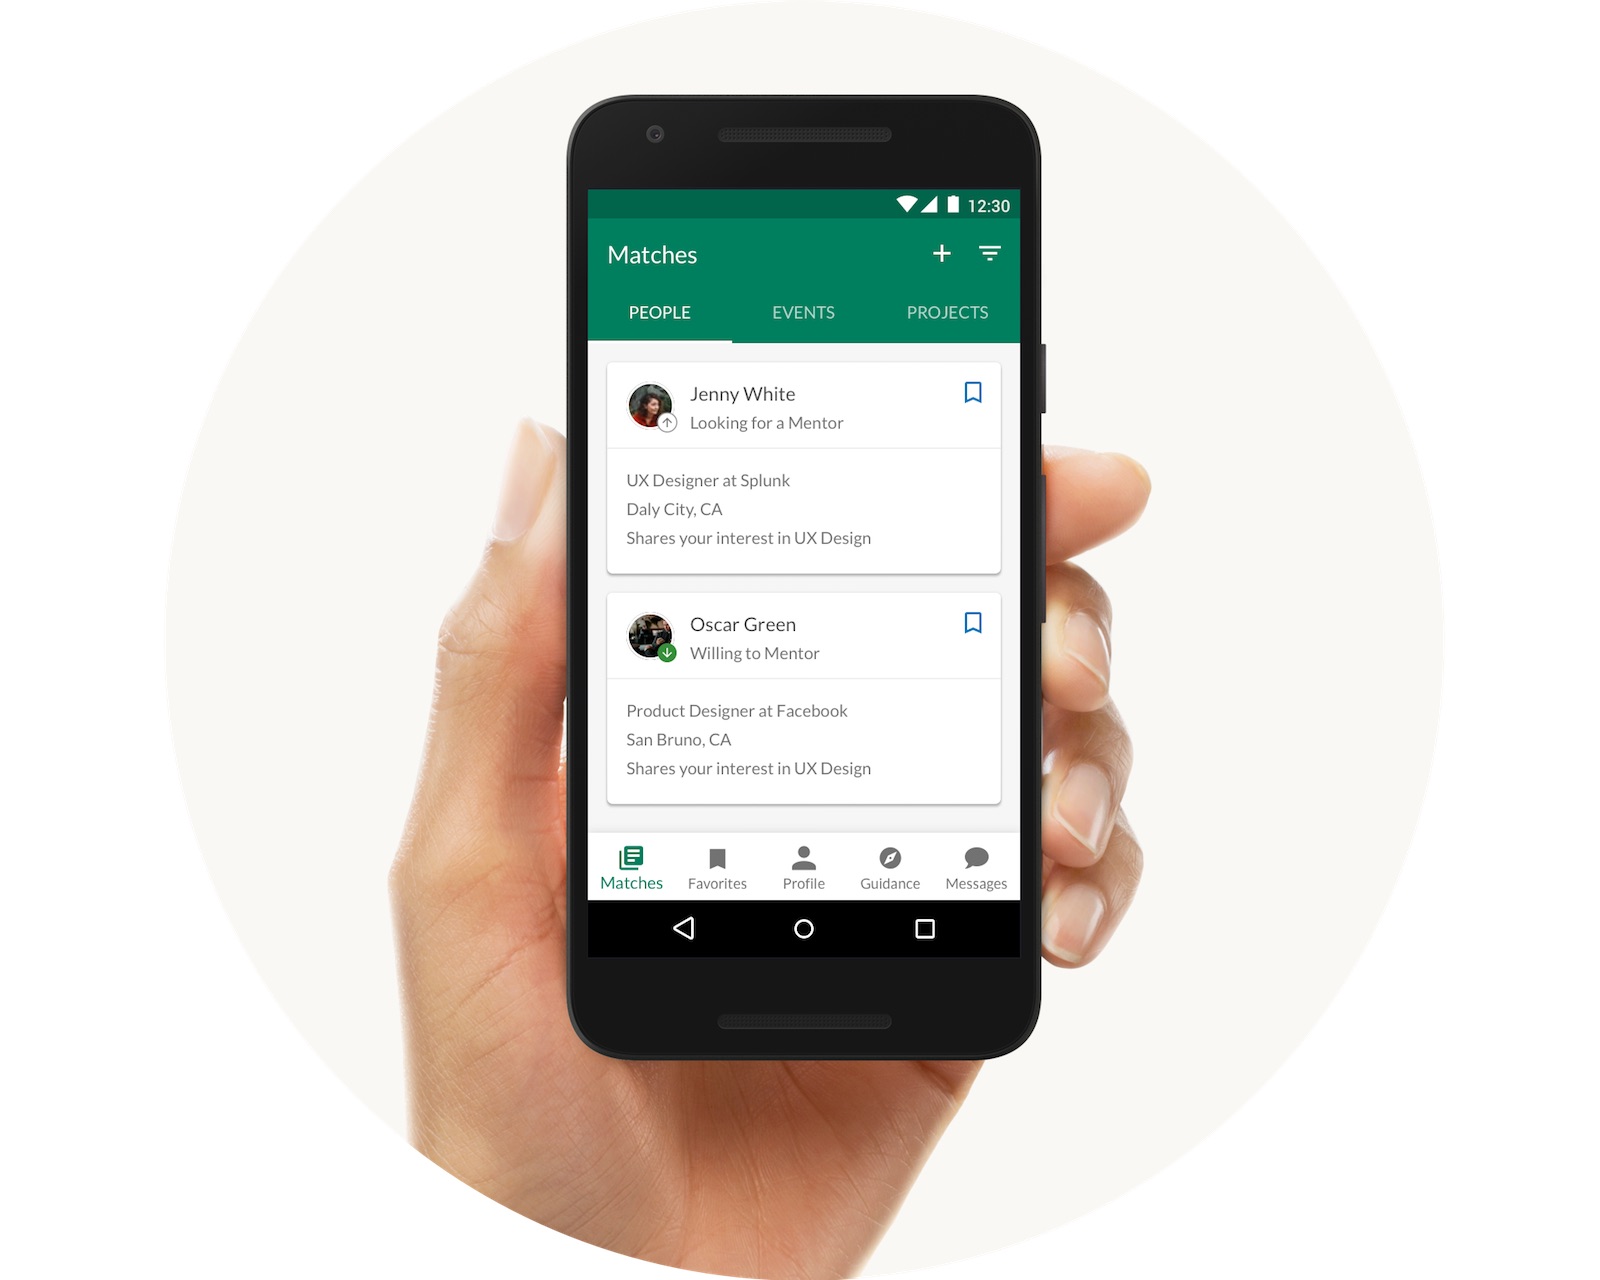 12:30
Matches
PEOPLE EVENTS PROJECTS
Jenny White
Looking for a Mentor
UX Designer at Splunk
Daly City, CA
Shares your interest in UX Design
Oscar Green
Willing to Mentor
Product Designer at Facebook
San Bruno, CA
Shares your interest in UX Design
Matches Favorites Profile Guidance Messages